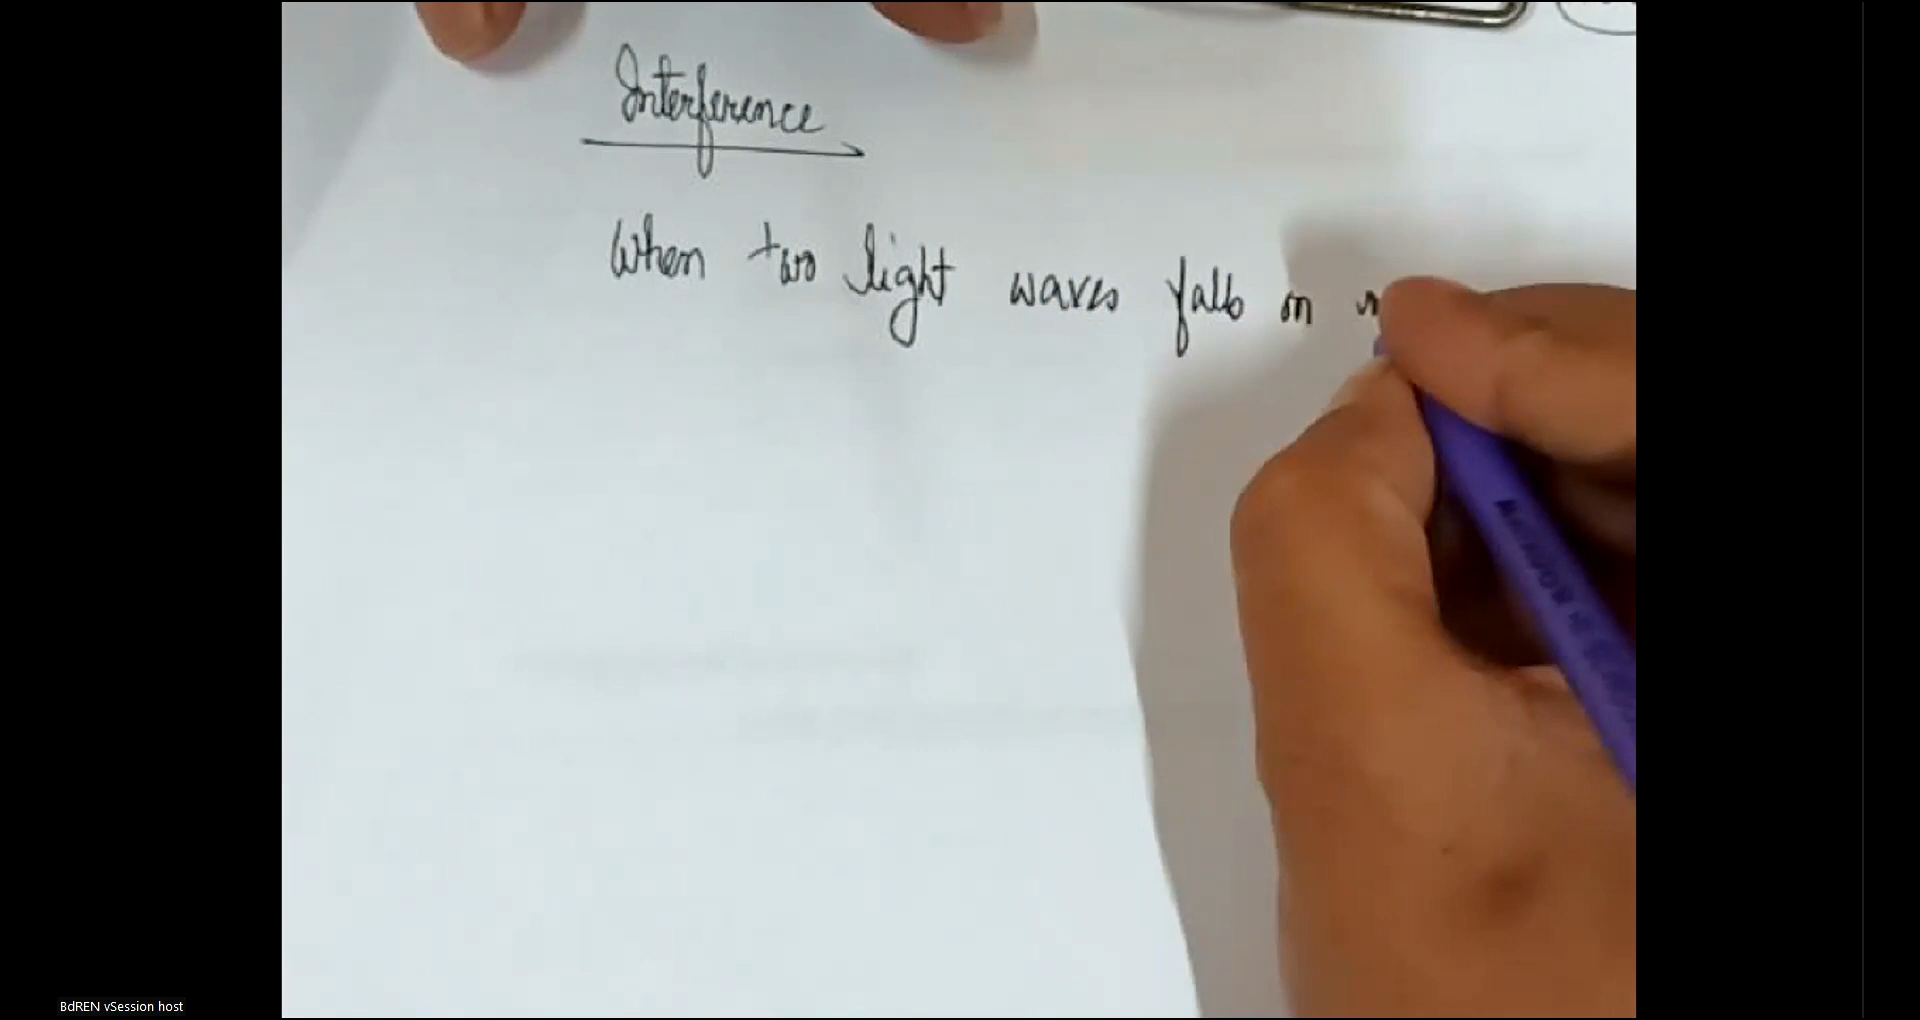 Interference
When two light waves falls on
BdREN vSession host